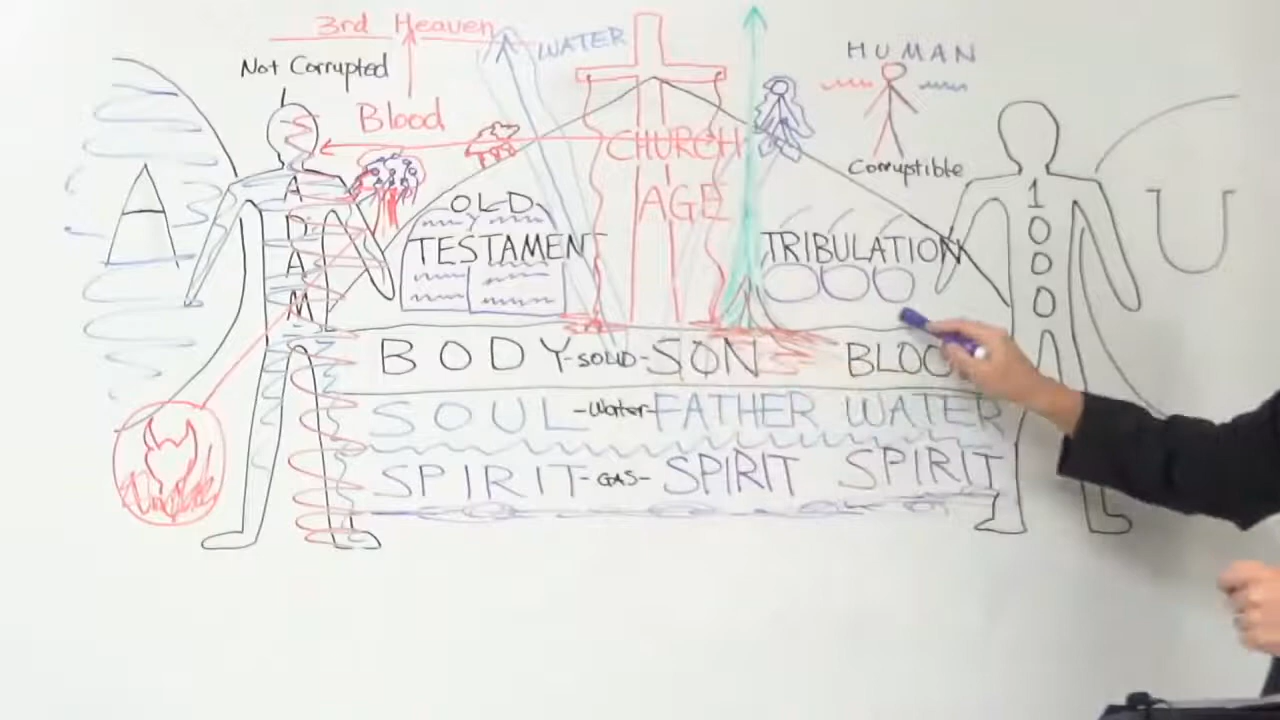 3rd Heaven
WATER
HUMAN
Not Corrupted
Blood
CHURCH
Corruptible
A
ADAM
OLD
AGE
1000
U
TESTAMENT
TRIBULATION
BODY-SOLID-SON BLOO
SOUL-Water-FATHER WATER
SPIRIT-GAS-SPIRIT SPIRIT